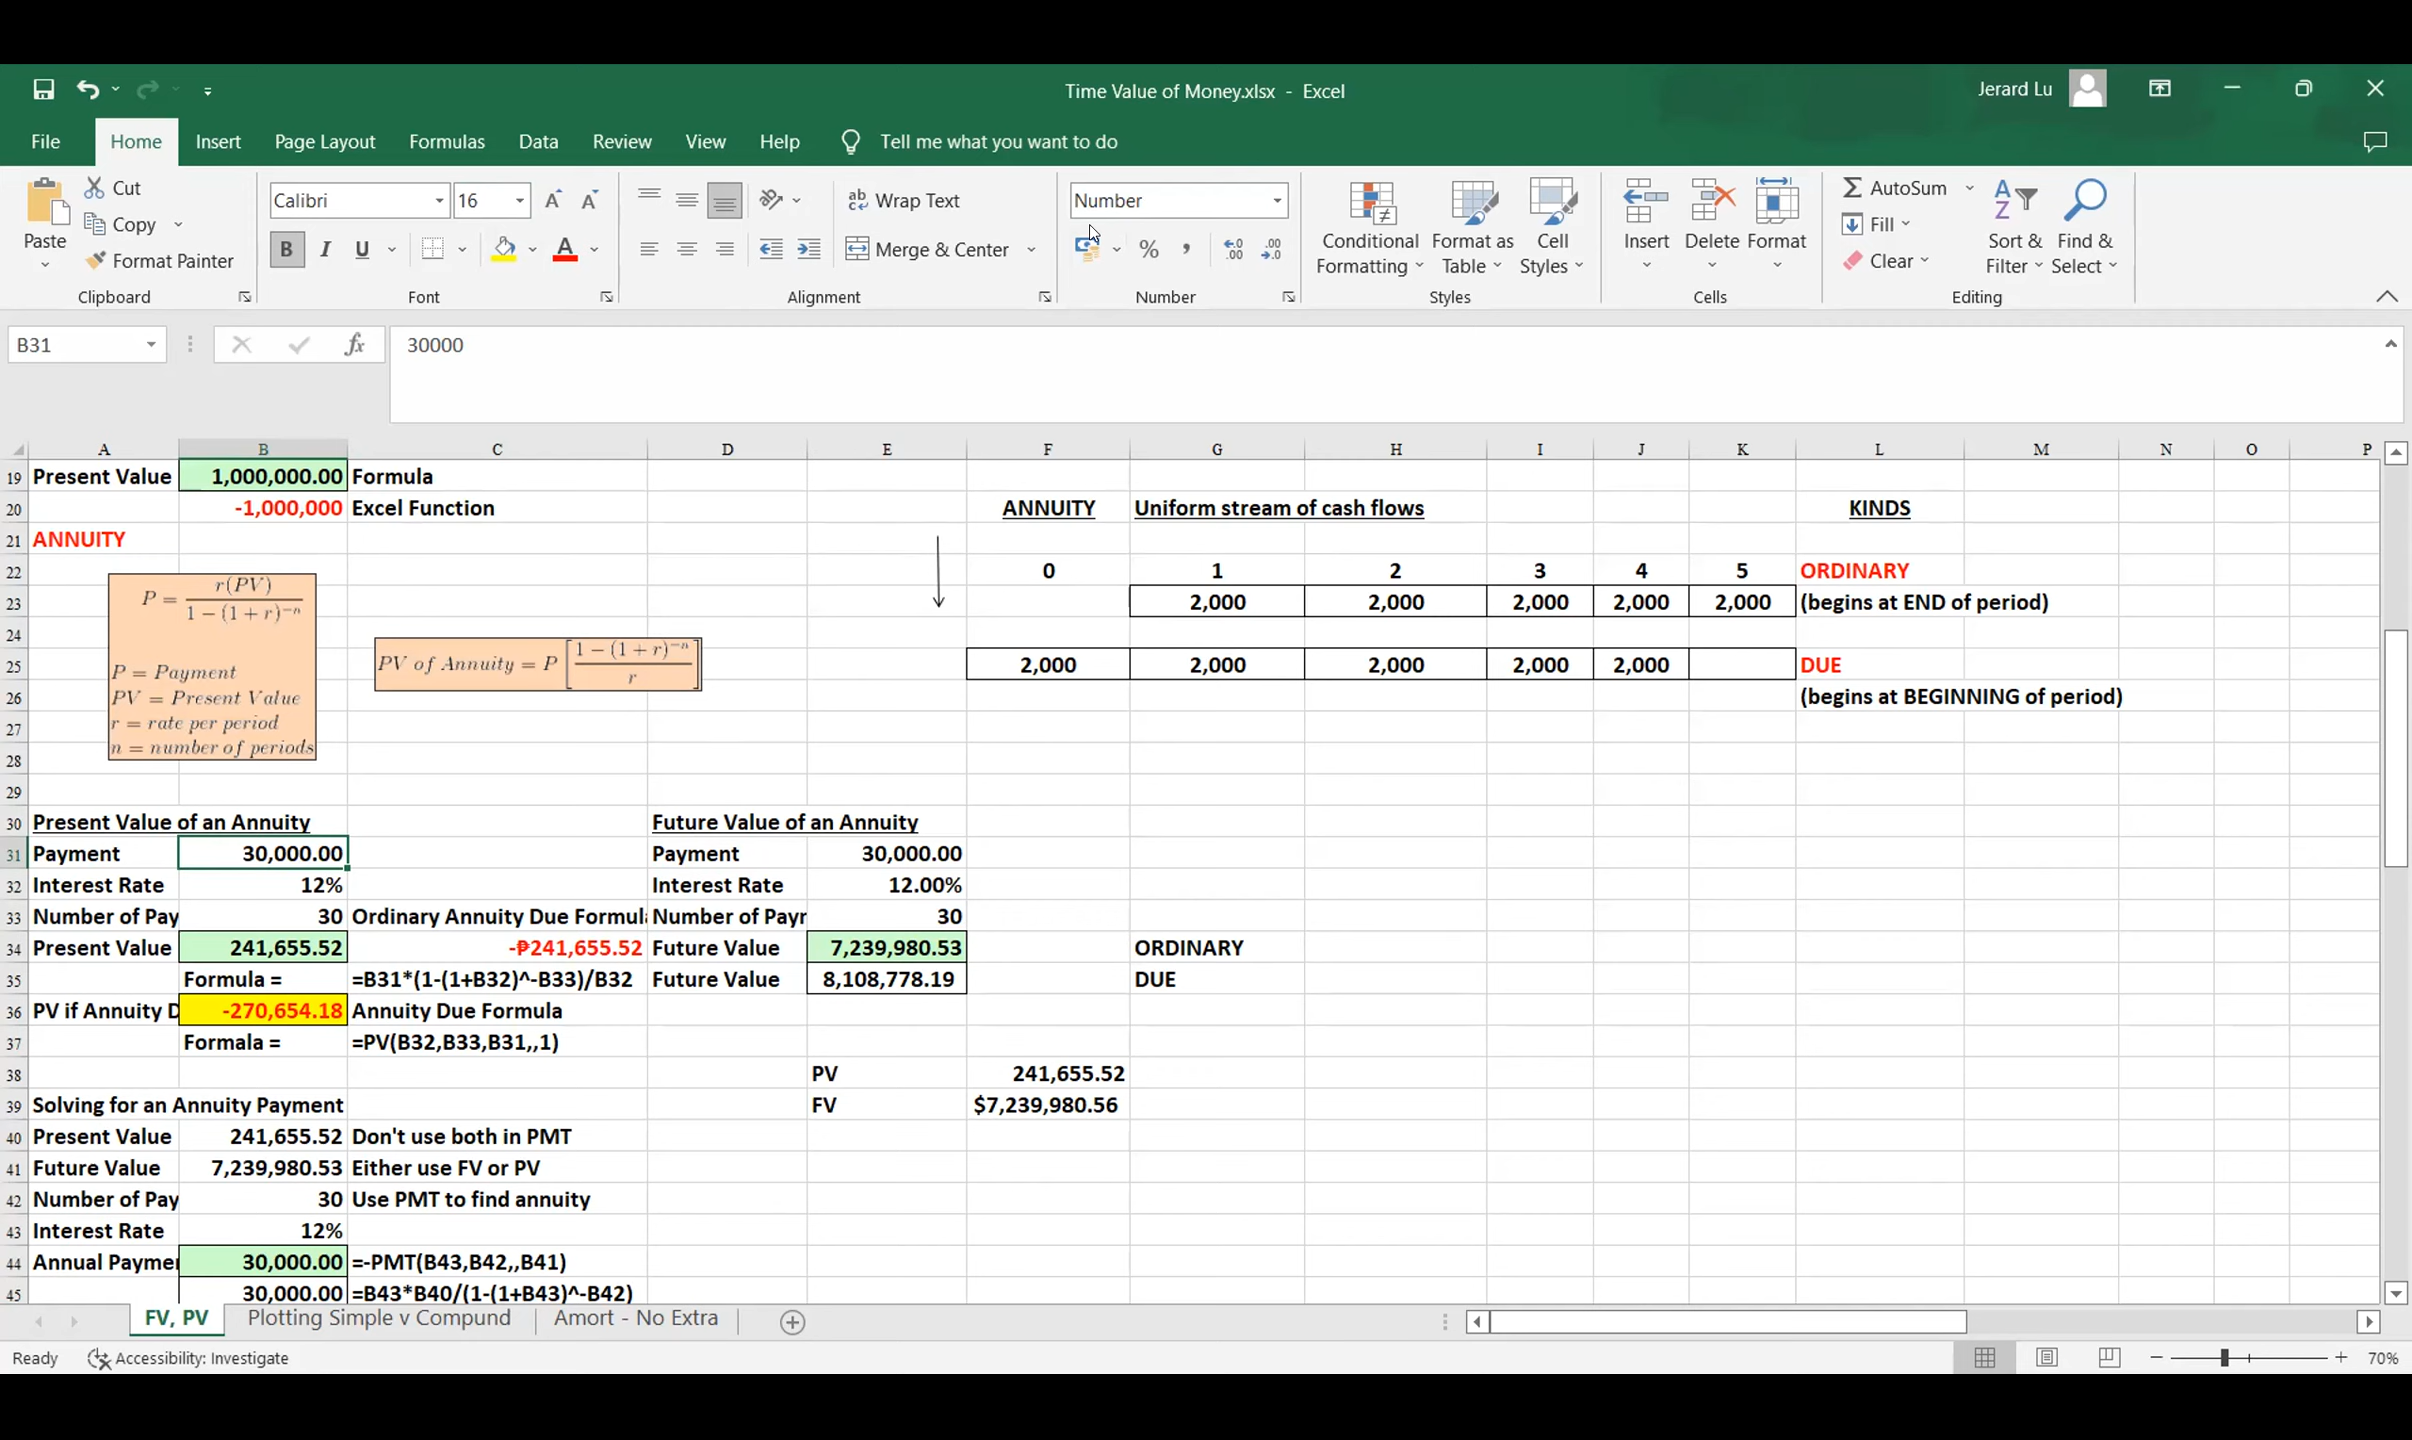 Time Value of Money.xlsx - Excel
Jerard Lu
File Home Insert Page Layout Formulas Data Review View Help Tell me what you want to do
Paste
Cut
Copy
Format Painter
Clipboard
Calibri 16
B I U
Font
Wrap Text
Merge & Center
Alignment
Number
%
Number
Conditional Formatting
Format as Table
Cell Styles
Styles
Insert Delete Format
Cells
AutoSum
Fill
Clear
Sort & Filter
Find & Select
Editing
B31 fx 30000
A B C D E F G H I J K L M N O P
19 Present Value 1,000,000.00 Formula
20 -1,000,000 Excel Function ANNUITY Uniform stream of cash flows KINDS
21 ANNUITY
22 0 1 2 3 4 5 ORDINARY
23 2,000 2,000 2,000 2,000 2,000 (begins at END of period)
24
25 2,000 2,000 2,000 2,000 2,000 DUE
26 (begins at BEGINNING of period)
27
28
29
P = r(PV) / 1 − (1 + r)⁻ⁿ
P = Payment
PV = Present Value
r = rate per period
n = number of periods
PV of Annuity = P [ 1 − (1 + r)⁻ⁿ / r ]
30 Present Value of an Annuity Future Value of an Annuity
31 Payment 30,000.00 Payment 30,000.00
32 Interest Rate 12% Interest Rate 12.00%
33 Number of Pay 30 Ordinary Annuity Due Formul Number of Payr 30
34 Present Value 241,655.52 -₱241,655.52 Future Value 7,239,980.53 ORDINARY
35 Formula = =B31*(1-(1+B32)^-B33)/B32 Future Value 8,108,778.19 DUE
36 PV if Annuity D -270,654.18 Annuity Due Formula
37 Formala = =PV(B32,B33,B31,,1)
38 PV 241,655.52
39 Solving for an Annuity Payment FV $7,239,980.56
40 Present Value 241,655.52 Don't use both in PMT
41 Future Value 7,239,980.53 Either use FV or PV
42 Number of Pay 30 Use PMT to find annuity
43 Interest Rate 12%
44 Annual Paymen 30,000.00 =-PMT(B43,B42,,B41)
45 30,000.00 =B43*B40/(1-(1+B43)^-B42)
FV, PV Plotting Simple v Compund Amort - No Extra
Ready Accessibility: Investigate 70%